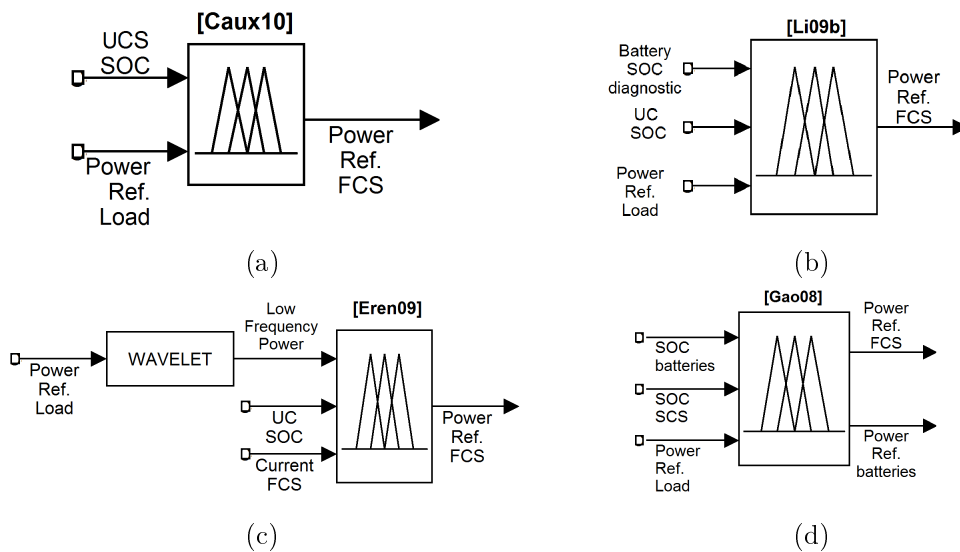 [Caux10]
UCS
SOC
Power
Ref.
Load
Power
Ref.
FCS
(a)
[Li09b]
Battery
SOC
diagnostic
UC
SOC
Power
Ref.
Load
Power
Ref.
FCS
(b)
[Eren09]
Low
Frequency
Power
WAVELET
Power
Ref.
Load
UC
SOC
Current
FCS
Power
Ref.
FCS
(c)
[Gao08]
SOC
batteries
SOC
SCS
Power
Ref.
Load
Power
Ref.
FCS
Power
Ref.
batteries
(d)